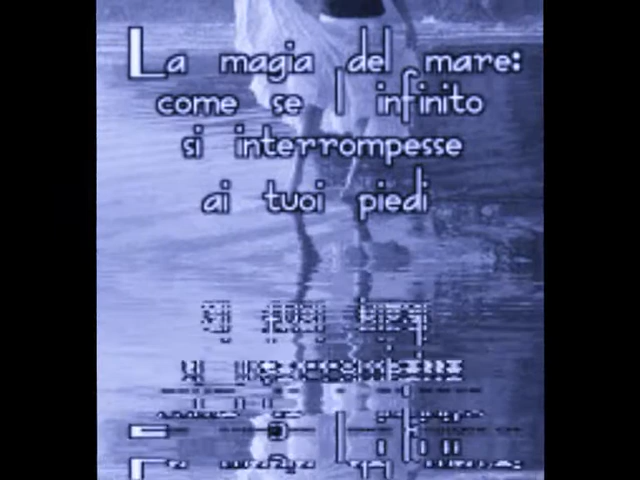 La magia del mare:
come se l infinito
si interrompesse
ai tuoi piedi